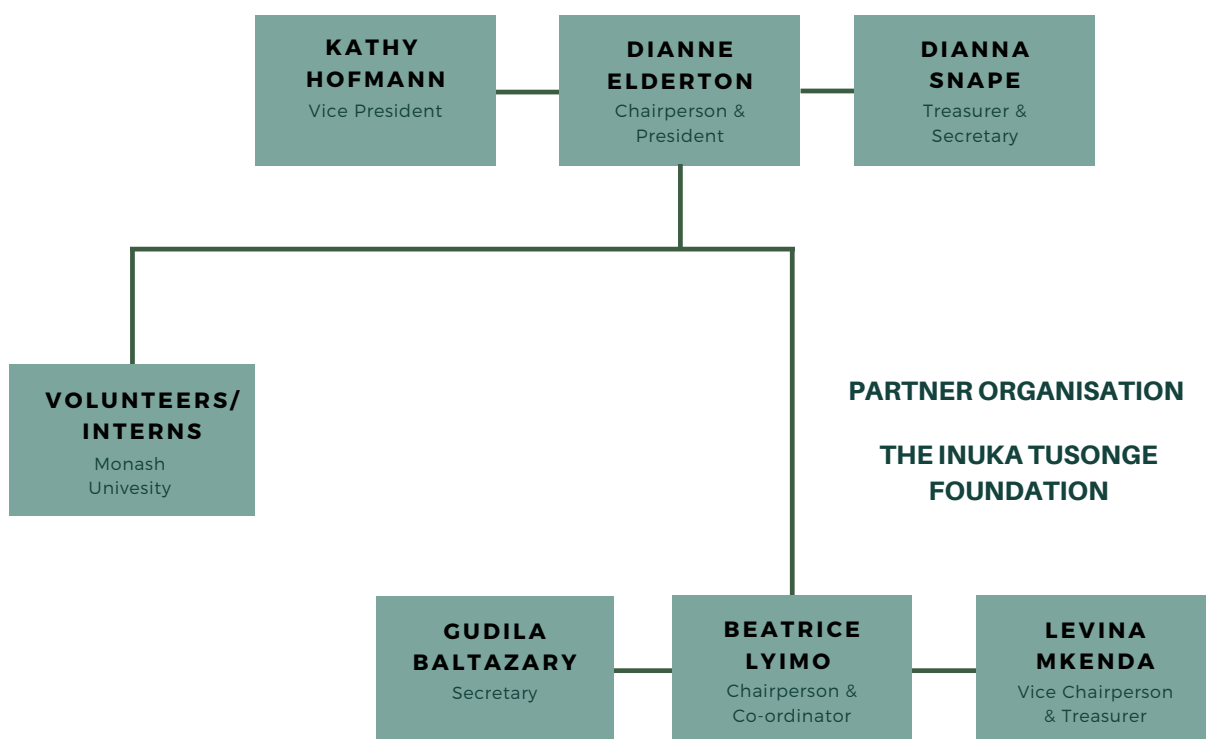 KATHY
HOFMANN
Vice President
DIANNE
ELDERTON
Chairperson &
President
DIANNA
SNAPE
Treasurer &
Secretary
VOLUNTEERS/
INTERNS
Monash
Univesity
PARTNER ORGANISATION
THE INUKA TUSONGE
FOUNDATION
GUDILA
BALTAZARY
Secretary
BEATRICE
LYIMO
Chairperson &
Co-ordinator
LEVINA
MKENDA
Vice Chairperson
& Treasurer